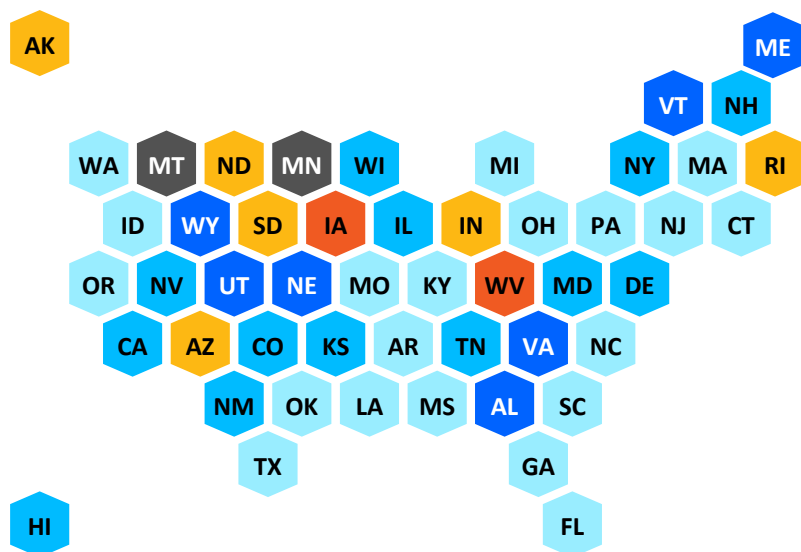 AK
ME
VT NH
WA MT ND MN WI MI NY MA RI
ID WY SD IA IL IN OH PA NJ CT
OR NV UT NE MO KY WV MD DE
CA AZ CO KS AR TN VA NC
NM OK LA MS AL SC
TX GA
HI FL